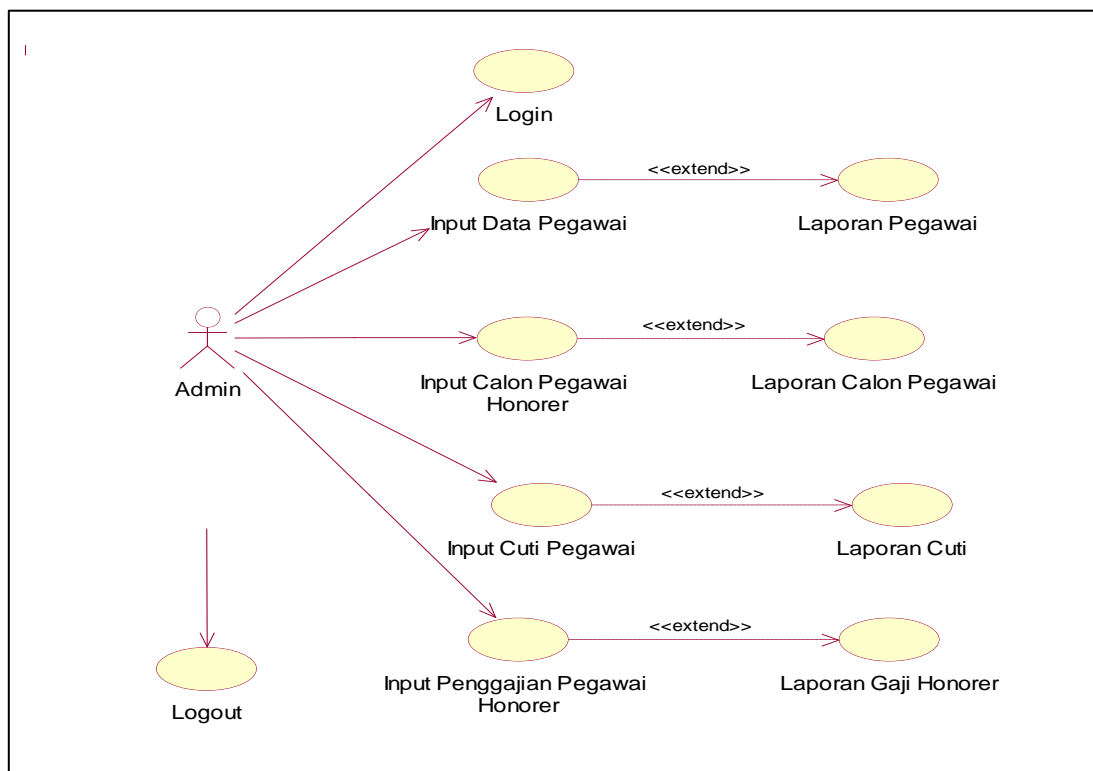 Login
<<extend>>
Input Data Pegawai
Laporan Pegawai
<<extend>>
Admin
Input Calon Pegawai
Honorer
Laporan Calon Pegawai
<<extend>>
Input Cuti Pegawai
Laporan Cuti
<<extend>>
Input Penggajian Pegawai
Honorer
Laporan Gaji Honorer
Logout